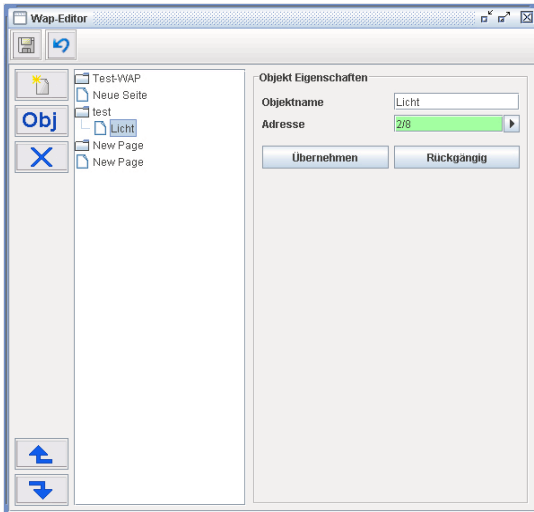 Wap-Editor
Obj
Test-WAP
Neue Seite
test
Licht
New Page
New Page
Objekt Eigenschaften
Objektname Licht
Adresse 2/8
Übernehmen Rückgängig